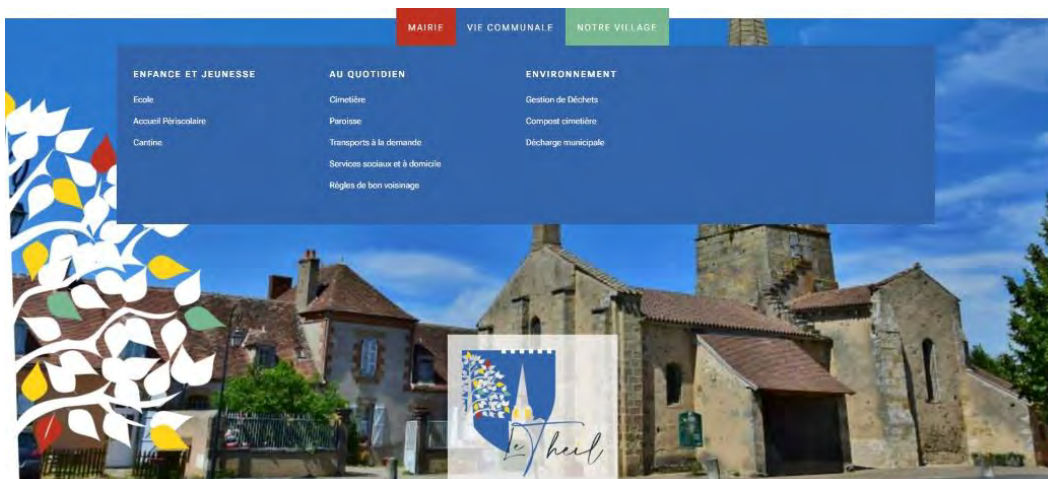 MAIRIE
VIE COMMUNALE
NOTRE VILLAGE
ENFANCE ET JEUNESSE
Ecole
Accueil Périscolaire
Cantine
AU QUOTIDIEN
Cimetière
Paroisse
Transports à la demande
Services sociaux et à domicile
Régles de bon voisinage
ENVIRONNEMENT
Gestion de Déchets
Compost cimetière
Décharge municipale
Le Theil